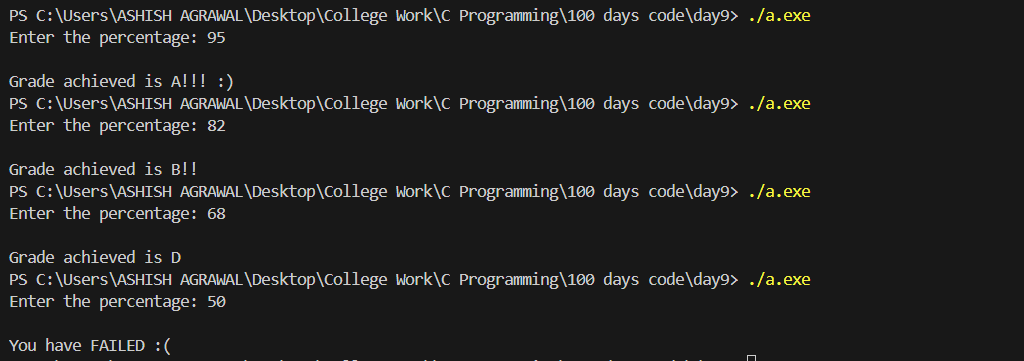 PS C:\Users\ASHISH AGRAWAL\Desktop\College Work\C Programming\100 days code\day9> ./a.exe
Enter the percentage: 95
Grade achieved is A!!! :)
PS C:\Users\ASHISH AGRAWAL\Desktop\College Work\C Programming\100 days code\day9> ./a.exe
Enter the percentage: 82
Grade achieved is B!!
PS C:\Users\ASHISH AGRAWAL\Desktop\College Work\C Programming\100 days code\day9> ./a.exe
Enter the percentage: 68
Grade achieved is D
PS C:\Users\ASHISH AGRAWAL\Desktop\College Work\C Programming\100 days code\day9> ./a.exe
Enter the percentage: 50
You have FAILED :(